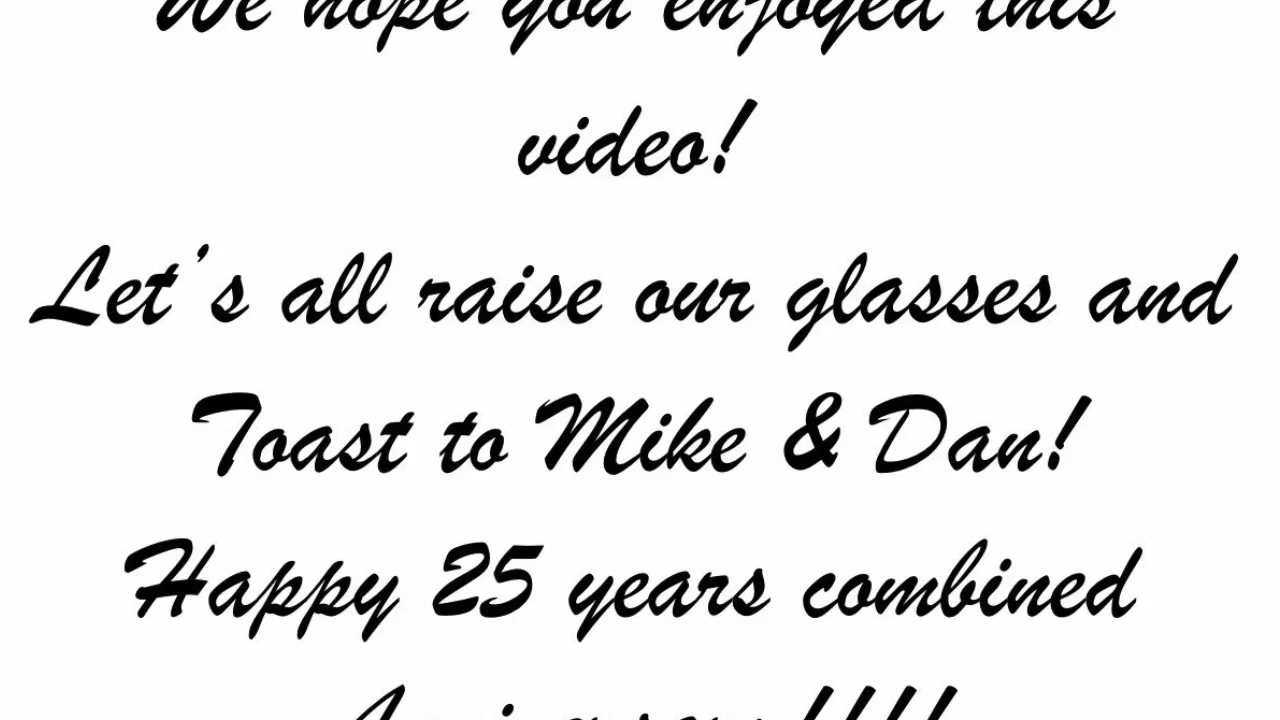 We hope you enjoyed this
video!
Let's all raise our glasses and
Toast to Mike & Dan!
Happy 25 years combined
Anniversary!!!!